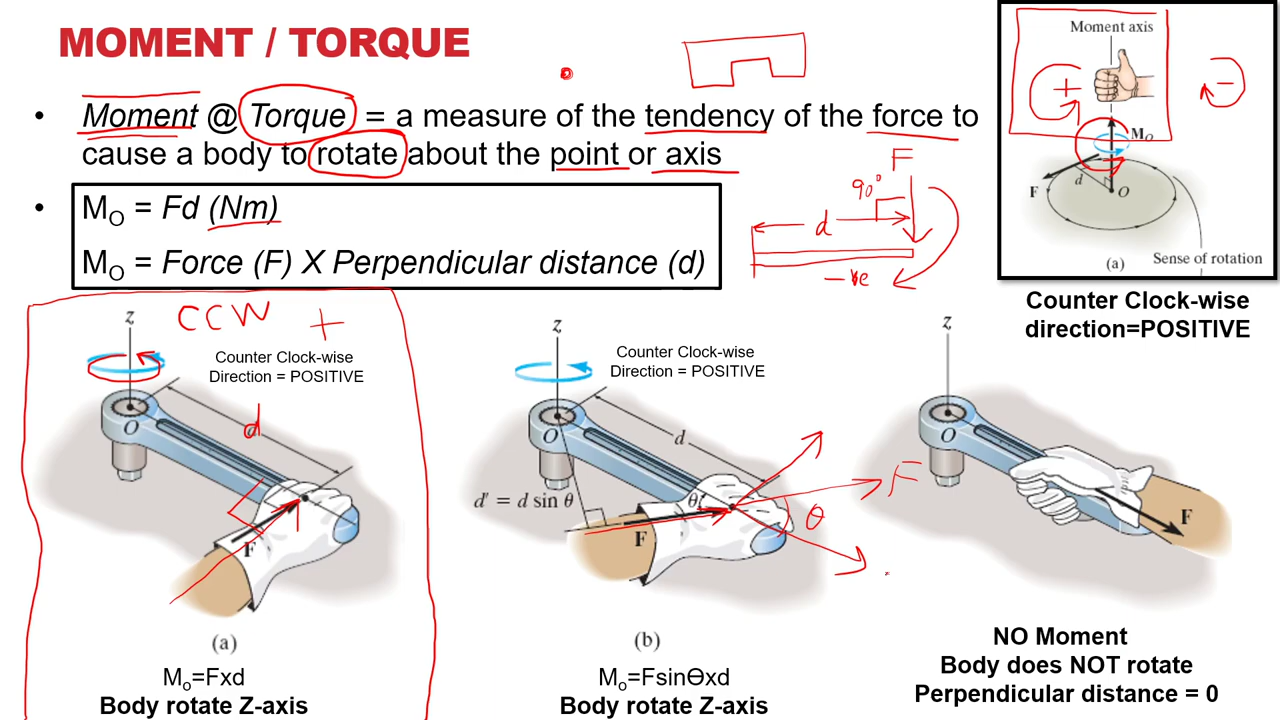 MOMENT / TORQUE
• Moment @ Torque = a measure of the tendency of the force to
cause a body to rotate about the point or axis
• Mₒ = Fd (Nm)
Mₒ = Force (F) X Perpendicular distance (d)
F
90°
d
-ve
Moment axis
+
-
Mₒ
F
d
O
(a)
Sense of rotation
Counter Clock-wise
direction=POSITIVE
CCW +
z
Counter Clock-wise
Direction = POSITIVE
O
d
F
(a)
Mₒ=Fxd
Body rotate Z-axis
z
Counter Clock-wise
Direction = POSITIVE
O
d
d' = d sin θ
θ
F
F
θ
(b)
Mₒ=FsinƟxd
Body rotate Z-axis
z
O
F
NO Moment
Body does NOT rotate
Perpendicular distance = 0